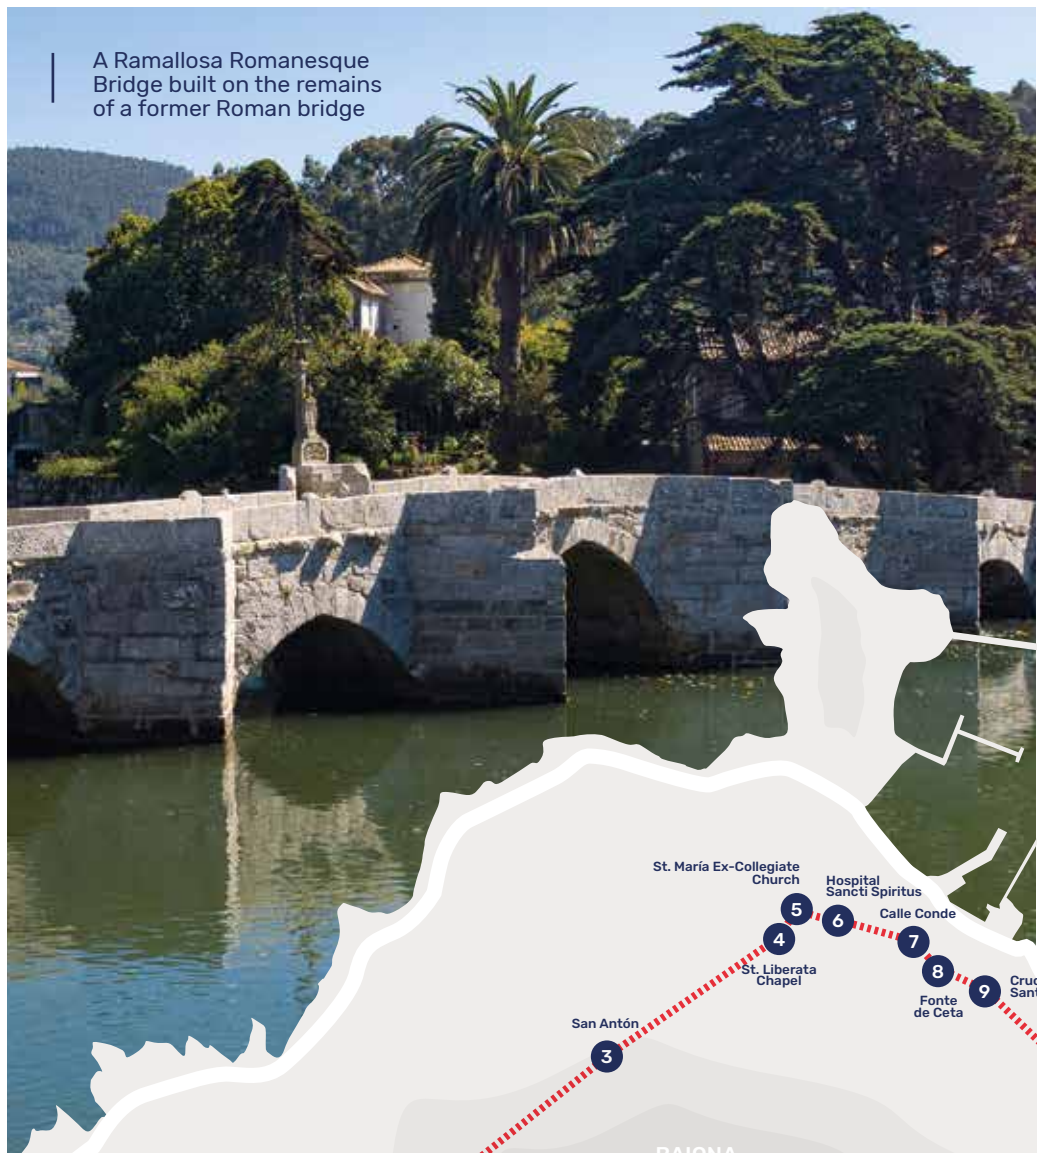 A Ramallosa Romanesque
Bridge built on the remains
of a former Roman bridge
St. María Ex-Collegiate
Church
Hospital
Sancti Spiritus
Calle Conde
5
6
7
4
8
9
St. Liberata
Chapel
Fonte
de Ceta
San Antón
3
BAIONA